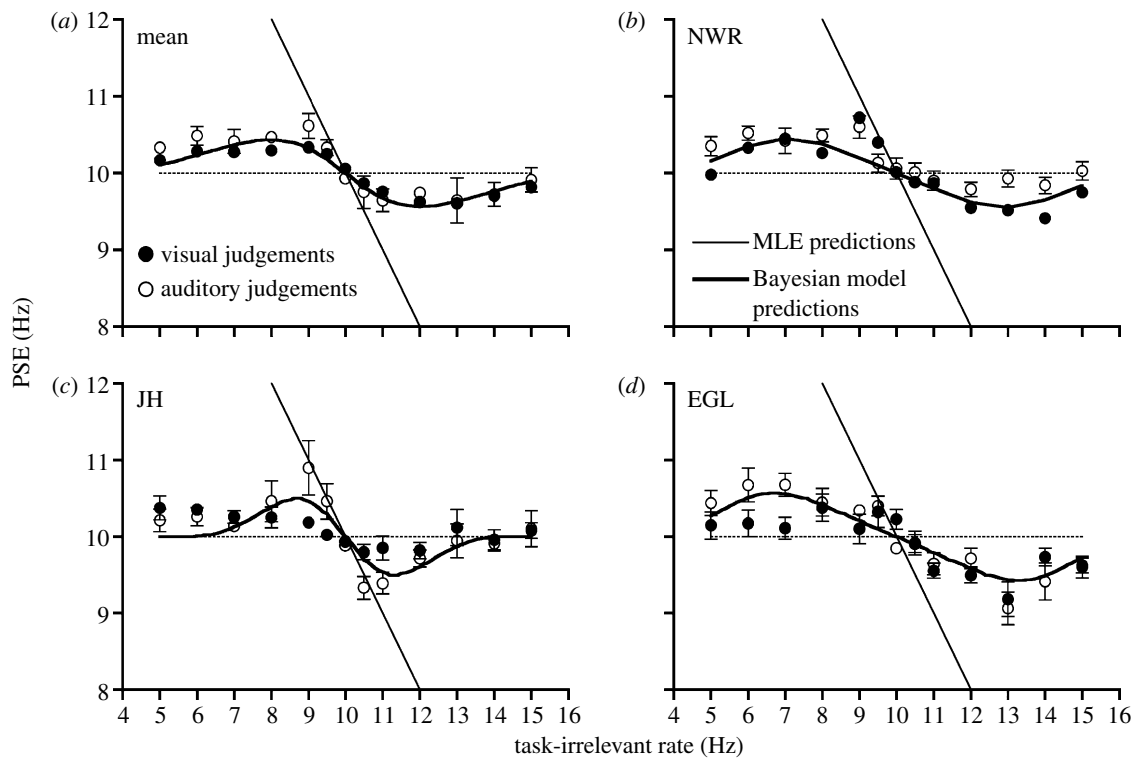 (a)
12
mean
11
10
9
8
visual judgements
auditory judgements
(b)
NWR
MLE predictions
Bayesian model
predictions
PSE (Hz)
(c)
12
JH
11
10
9
8
4 5 6 7 8 9 10 11 12 13 14 15 16
(d)
EGL
4 5 6 7 8 9 10 11 12 13 14 15 16
task-irrelevant rate (Hz)